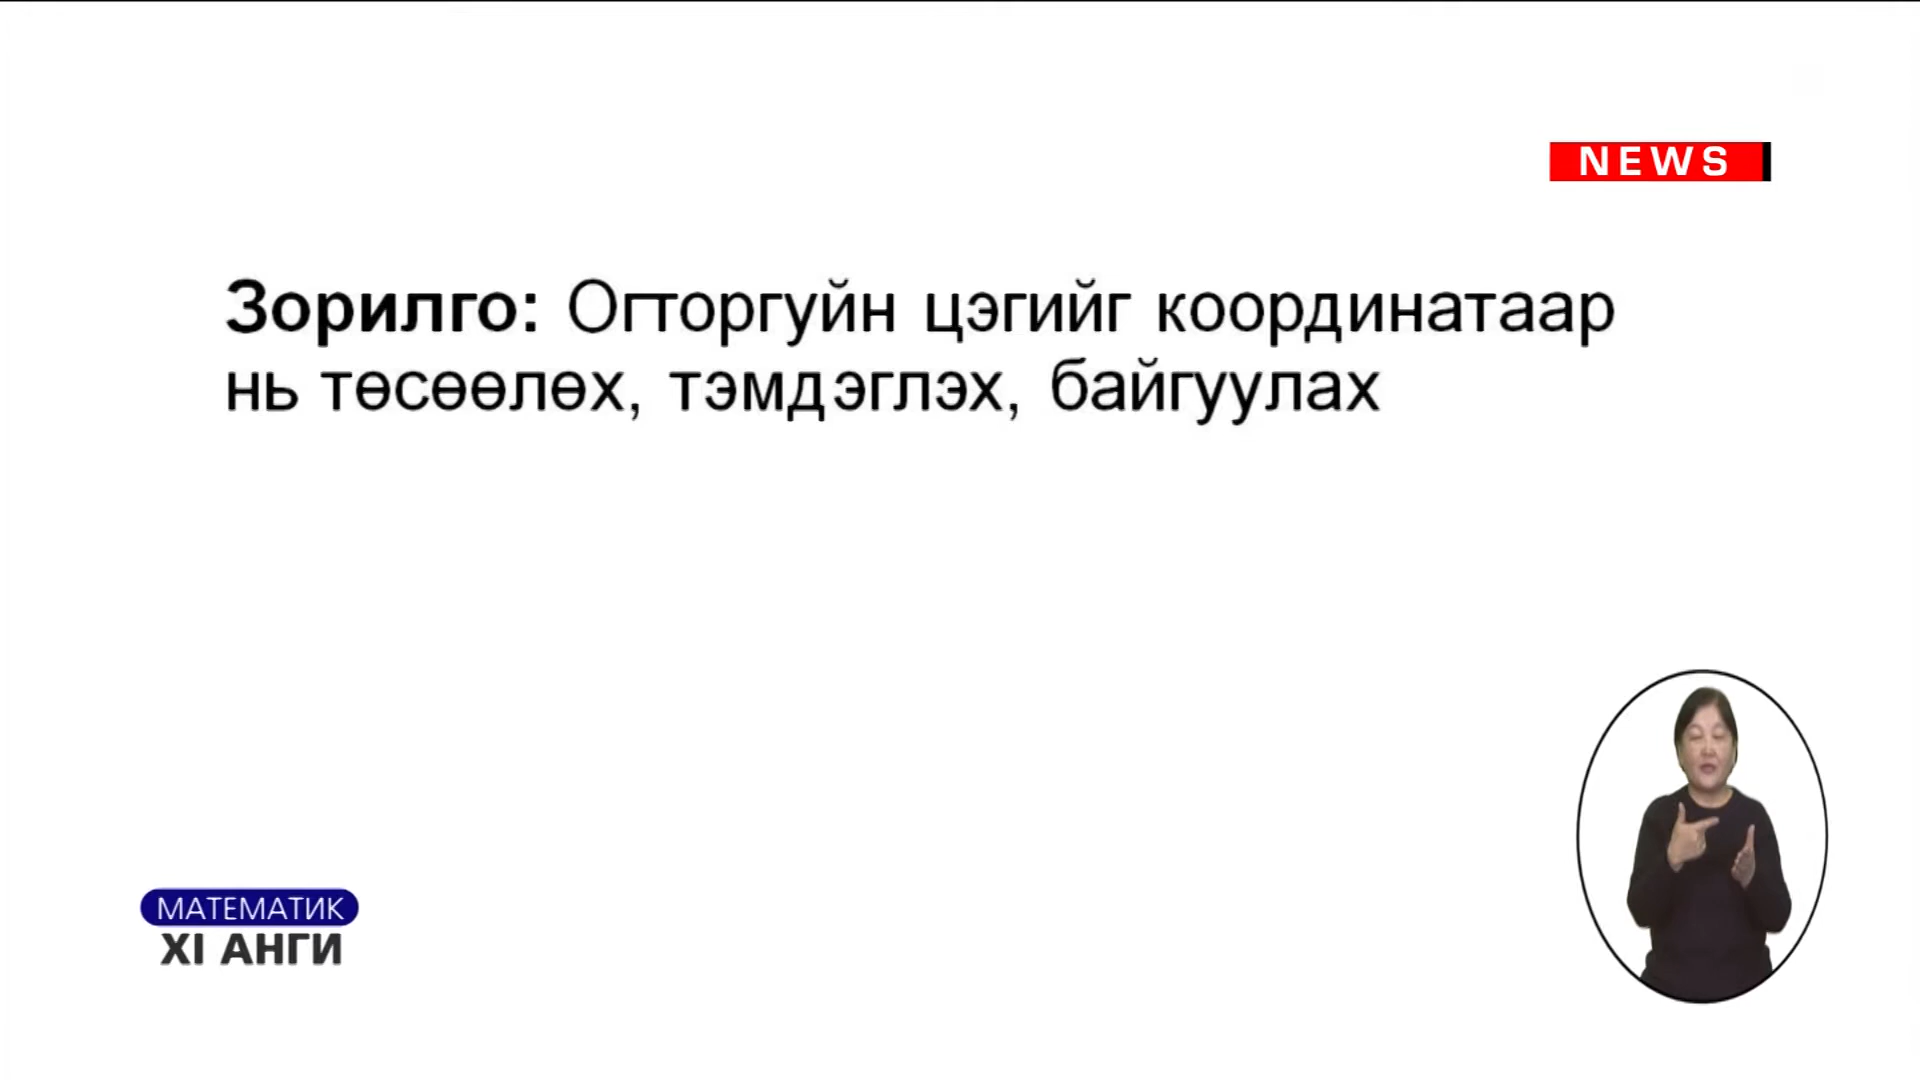 NEWS
Зорилго: Огторгуйн цэгийг координатаар
нь төсөөлөх, тэмдэглэх, байгуулах
МАТЕМАТИК
XI АНГИ